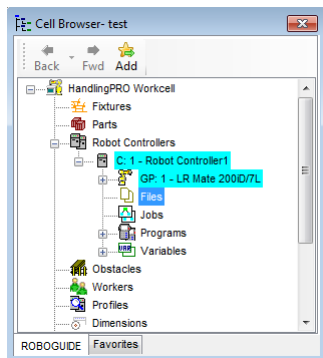 Cell Browser- test
Back Fwd Add
HandlingPRO Workcell
Fixtures
Parts
Robot Controllers
C: 1 - Robot Controller1
GP: 1 - LR Mate 200iD/7L
Files
Jobs
Programs
VAR Variables
Obstacles
Workers
Profiles
Dimensions
ROBOGUIDE Favorites